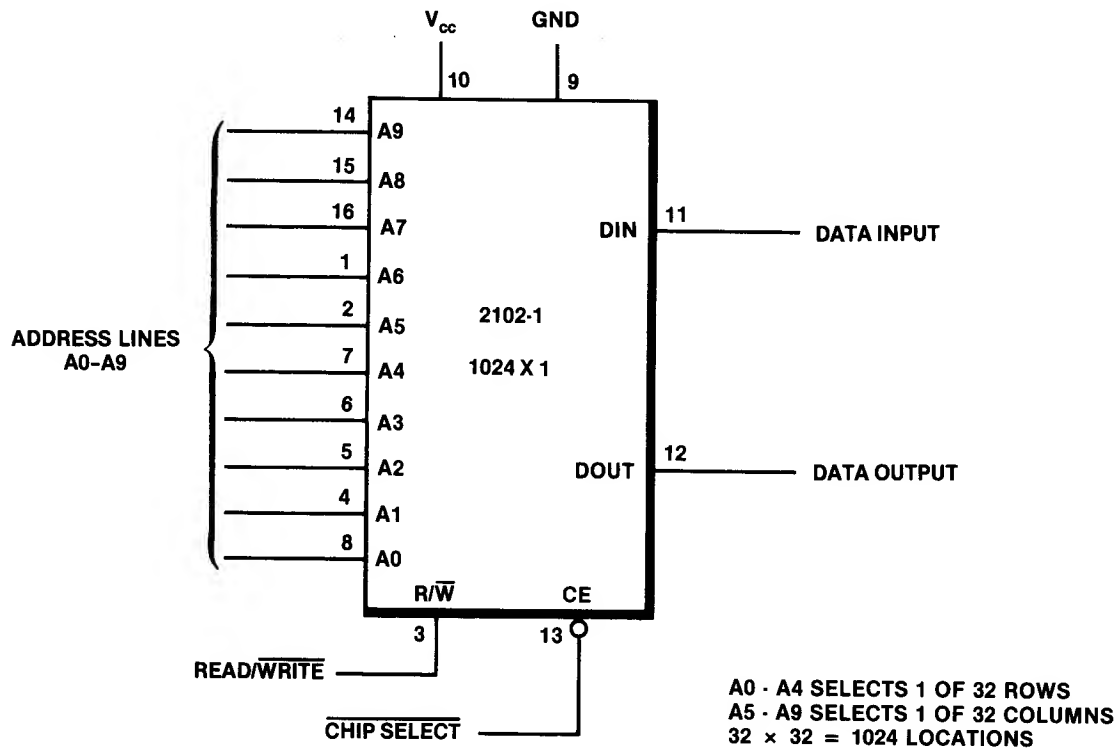 Vcc GND
10 9
14 A9
15 A8
16 A7
11
DIN DATA INPUT
1 A6
2 A5
2102-1
ADDRESS LINES
A0-A9
7 A4
1024 X 1
6 A3
12
5 A2
DOUT DATA OUTPUT
4 A1
8 A0
R/W̅ CE
3 13
READ/W̅R̅I̅T̅E̅
C̅H̅I̅P̅ S̅E̅L̅E̅C̅T̅
A0 - A4 SELECTS 1 OF 32 ROWS
A5 - A9 SELECTS 1 OF 32 COLUMNS
32 × 32 = 1024 LOCATIONS